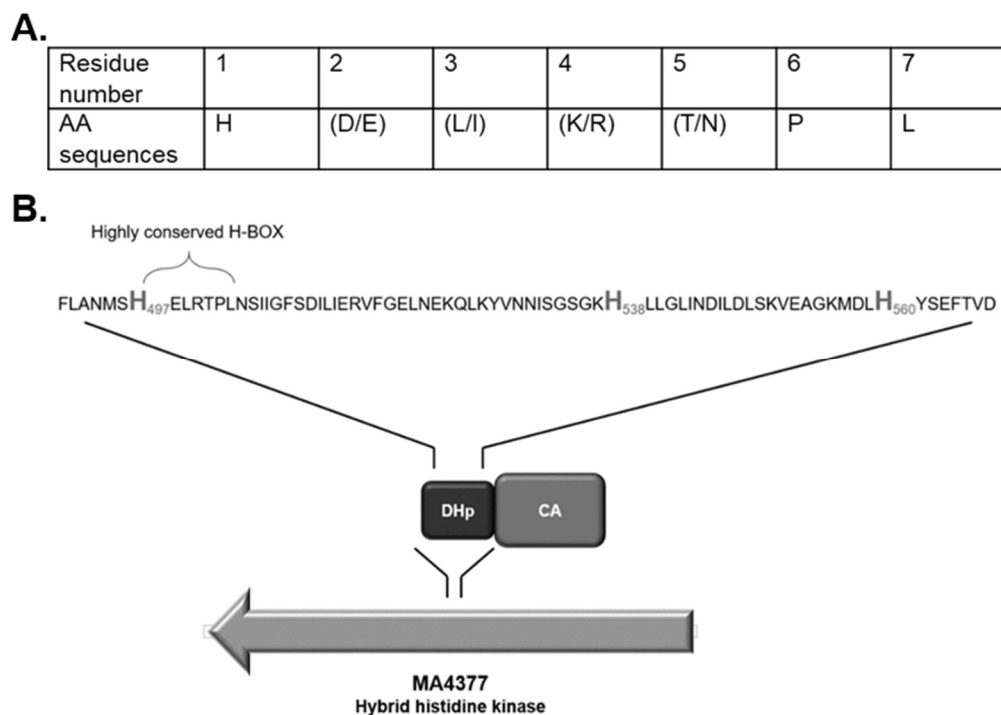 A.
Residue number 1 2 3 4 5 6 7
AA sequences H (D/E) (L/I) (K/R) (T/N) P L
B.
Highly conserved H-BOX
FLANMSH497ELRTPLNSIIGFSDILIERVFGELNEKQLKYVNNISGSGKH538LLGLINDILDLSKVEAGKMDLH560YSEFTVD
DHp CA
MA4377
Hybrid histidine kinase